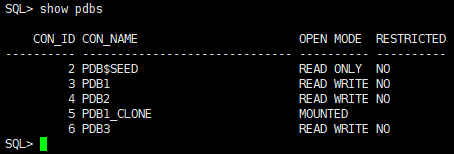 SQL> show pdbs
CON_ID CON_NAME OPEN MODE RESTRICTED
---------- ------------------------------ ---------- ----------
2 PDB$SEED READ ONLY NO
3 PDB1 READ WRITE NO
4 PDB2 READ WRITE NO
5 PDB1_CLONE MOUNTED
6 PDB3 READ WRITE NO
SQL>